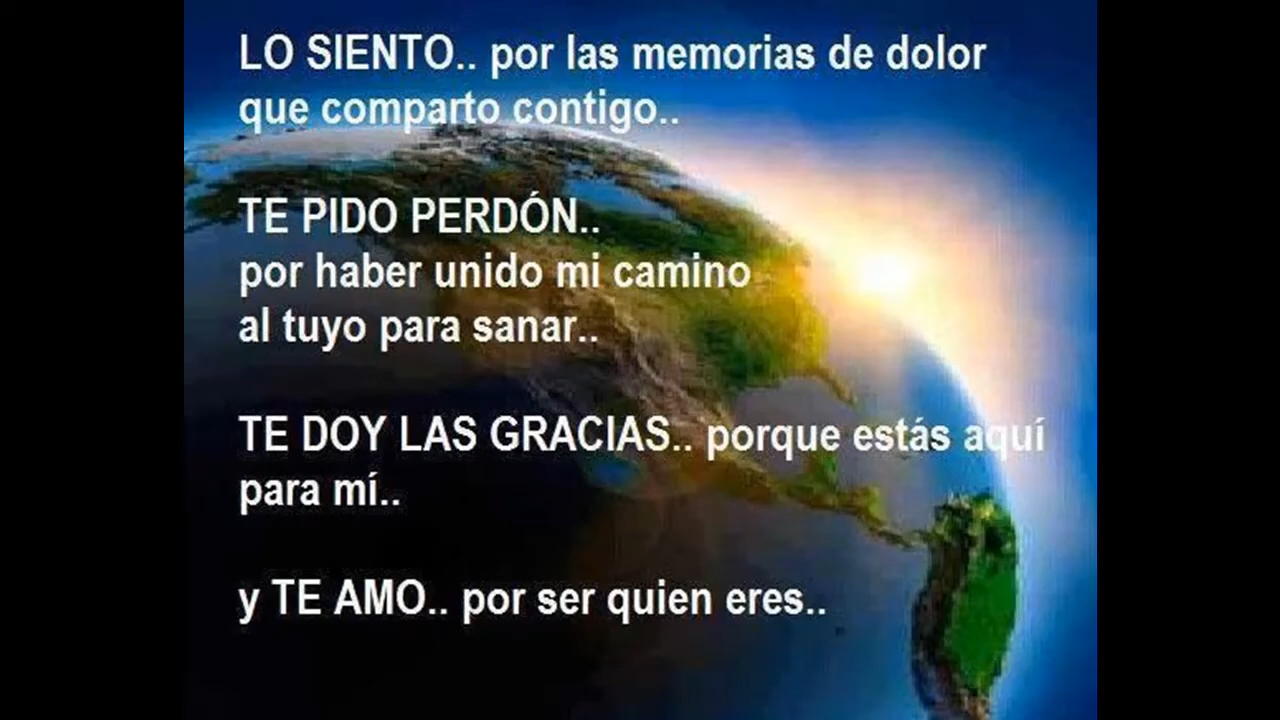 LO SIENTO.. por las memorias de dolor
que comparto contigo..
TE PIDO PERDÓN..
por haber unido mi camino
al tuyo para sanar..
TE DOY LAS GRACIAS.. porque estás aquí
para mí..
y TE AMO.. por ser quien eres..